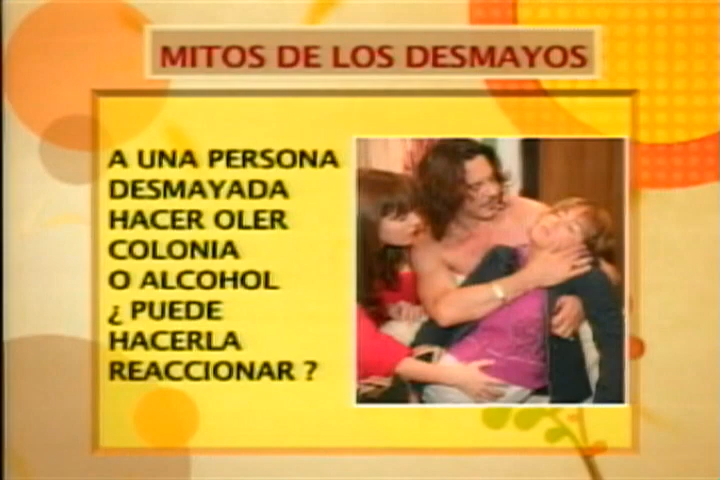 MITOS DE LOS DESMAYOS
A UNA PERSONA
DESMAYADA
HACER OLER
COLONIA
O ALCOHOL
¿ PUEDE
HACERLA
REACCIONAR ?